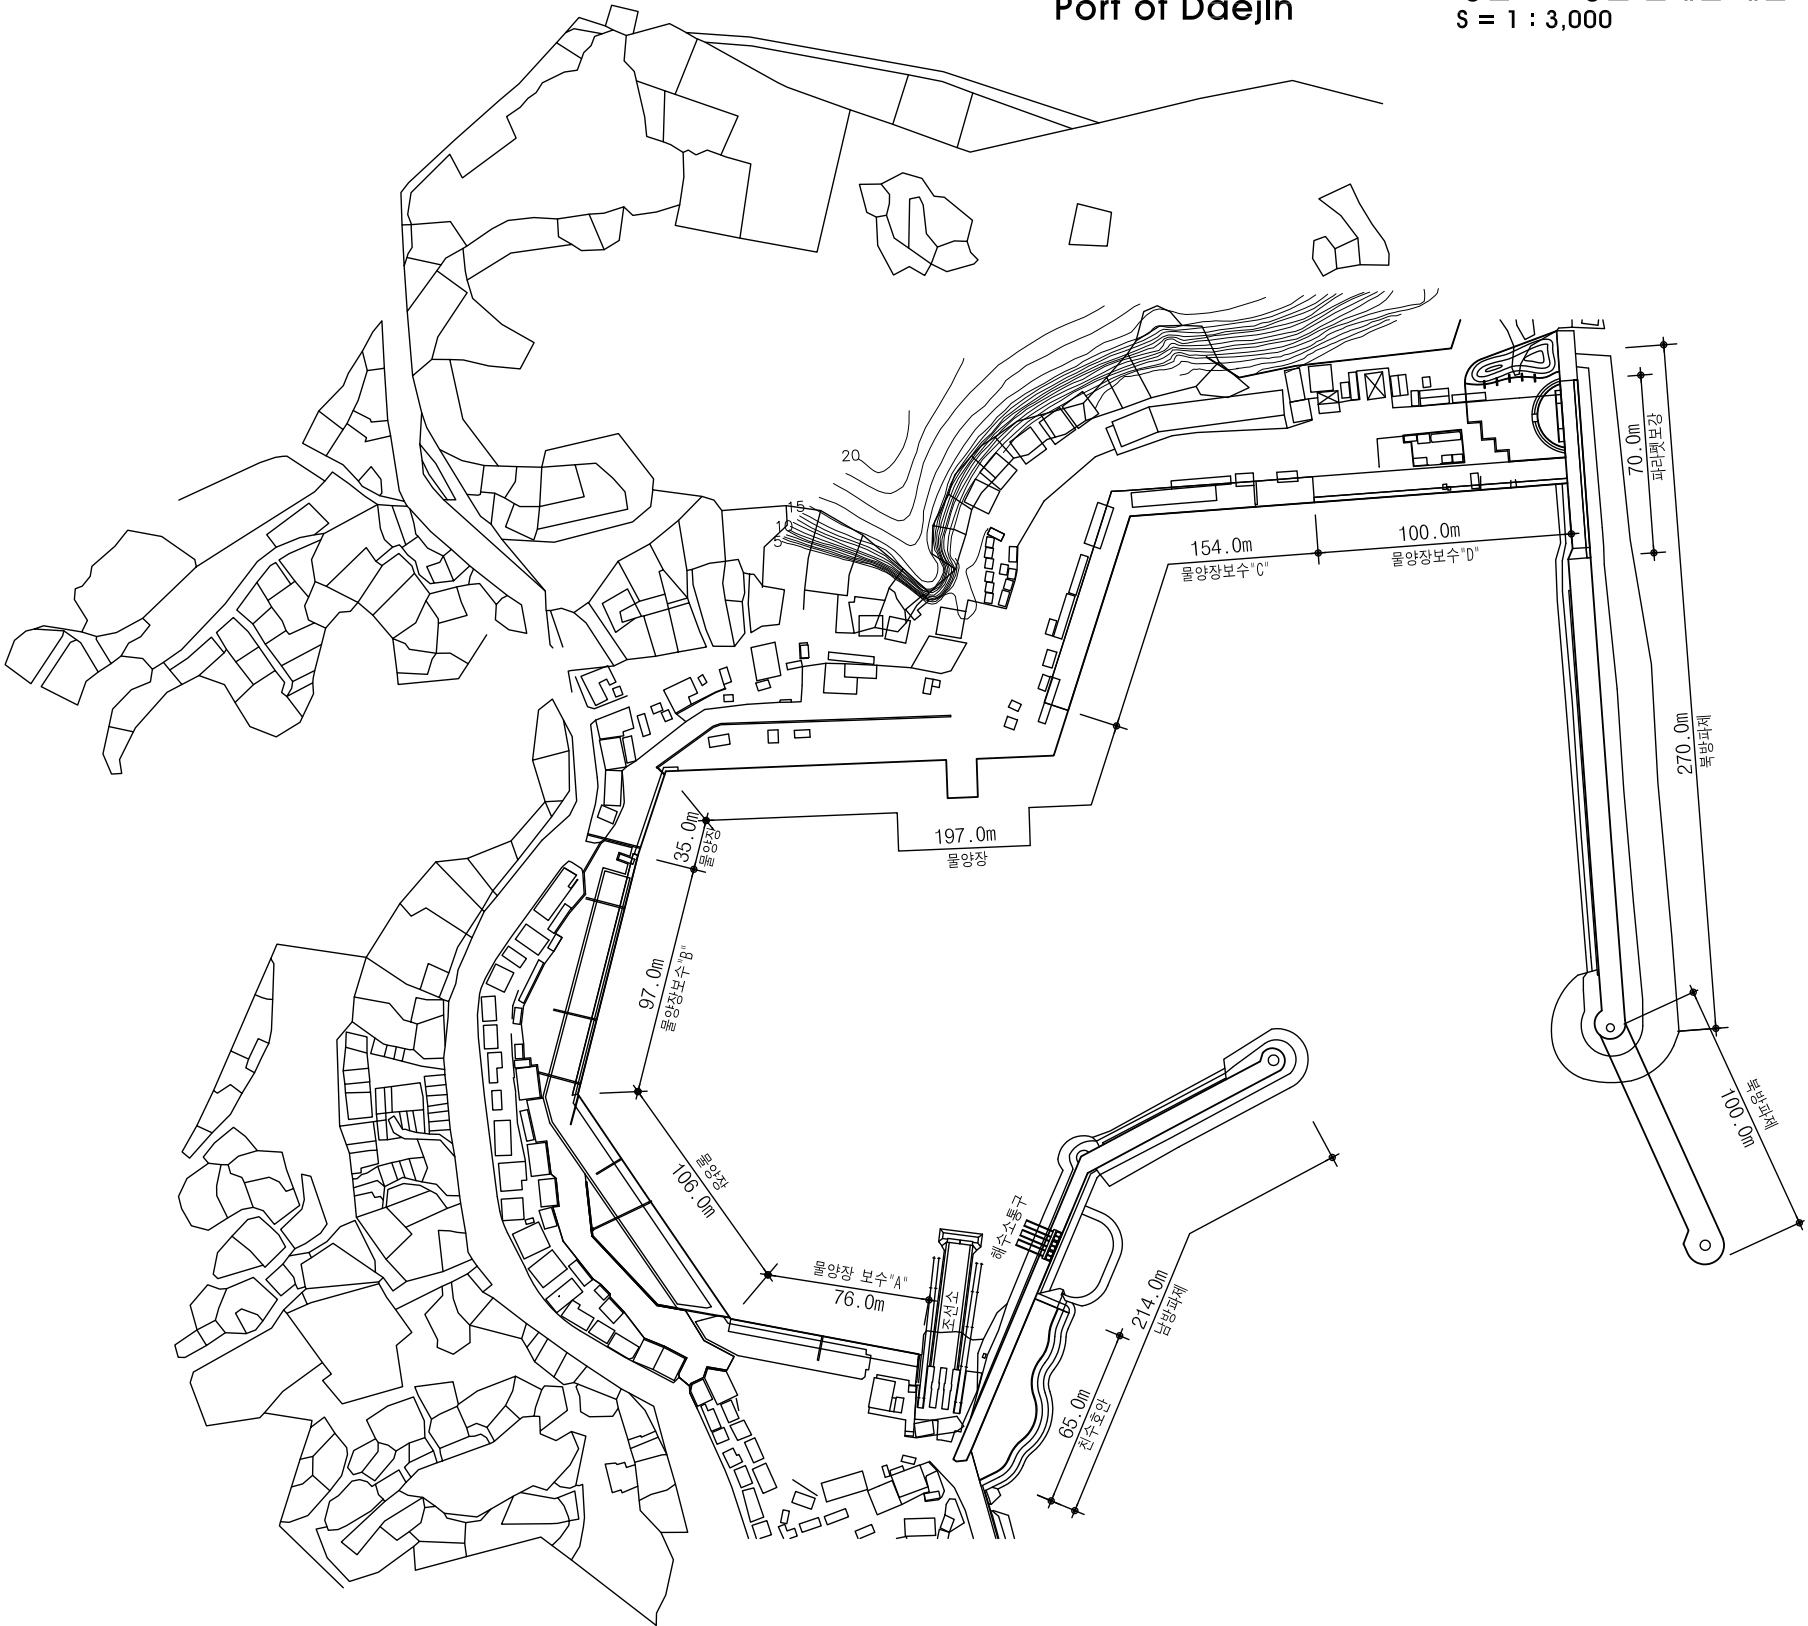 Port of Daejin
S = 1 : 3,000
20
15
10
5
70.0m
파라펫보강
154.0m
물양장보수"C"
100.0m
물양장보수"D"
270.0m
북방파제
35.0m
물양장
197.0m
물양장
97.0m
물양장보수"B"
북방파제
100.0m
물양장
106.0m
해수소통구
물양장 보수"A"
76.0m
조선소
214.0m
남방파제
65.0m
친수호안